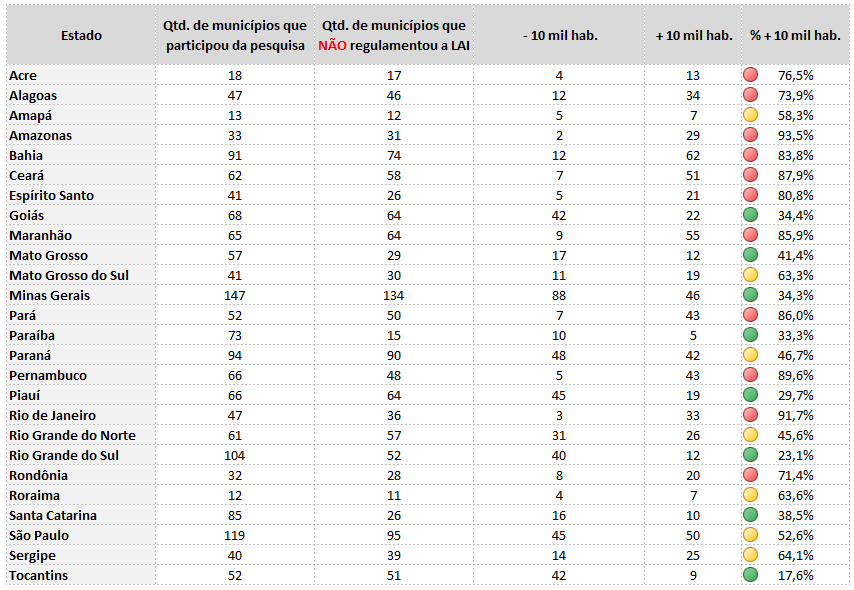 Estado Qtd. de municípios que participou da pesquisa Qtd. de municípios que NÃO regulamentou a LAI - 10 mil hab. + 10 mil hab. % + 10 mil hab.
Acre 18 17 4 13 76,5%
Alagoas 47 46 12 34 73,9%
Amapá 13 12 5 7 58,3%
Amazonas 33 31 2 29 93,5%
Bahia 91 74 12 62 83,8%
Ceará 62 58 7 51 87,9%
Espírito Santo 41 26 5 21 80,8%
Goiás 68 64 42 22 34,4%
Maranhão 65 64 9 55 85,9%
Mato Grosso 57 29 17 12 41,4%
Mato Grosso do Sul 41 30 11 19 63,3%
Minas Gerais 147 134 88 46 34,3%
Pará 52 50 7 43 86,0%
Paraíba 73 15 10 5 33,3%
Paraná 94 90 48 42 46,7%
Pernambuco 66 48 5 43 89,6%
Piauí 66 64 45 19 29,7%
Rio de Janeiro 47 36 3 33 91,7%
Rio Grande do Norte 61 57 31 26 45,6%
Rio Grande do Sul 104 52 40 12 23,1%
Rondônia 32 28 8 20 71,4%
Roraima 12 11 4 7 63,6%
Santa Catarina 85 26 16 10 38,5%
São Paulo 119 95 45 50 52,6%
Sergipe 40 39 14 25 64,1%
Tocantins 52 51 42 9 17,6%